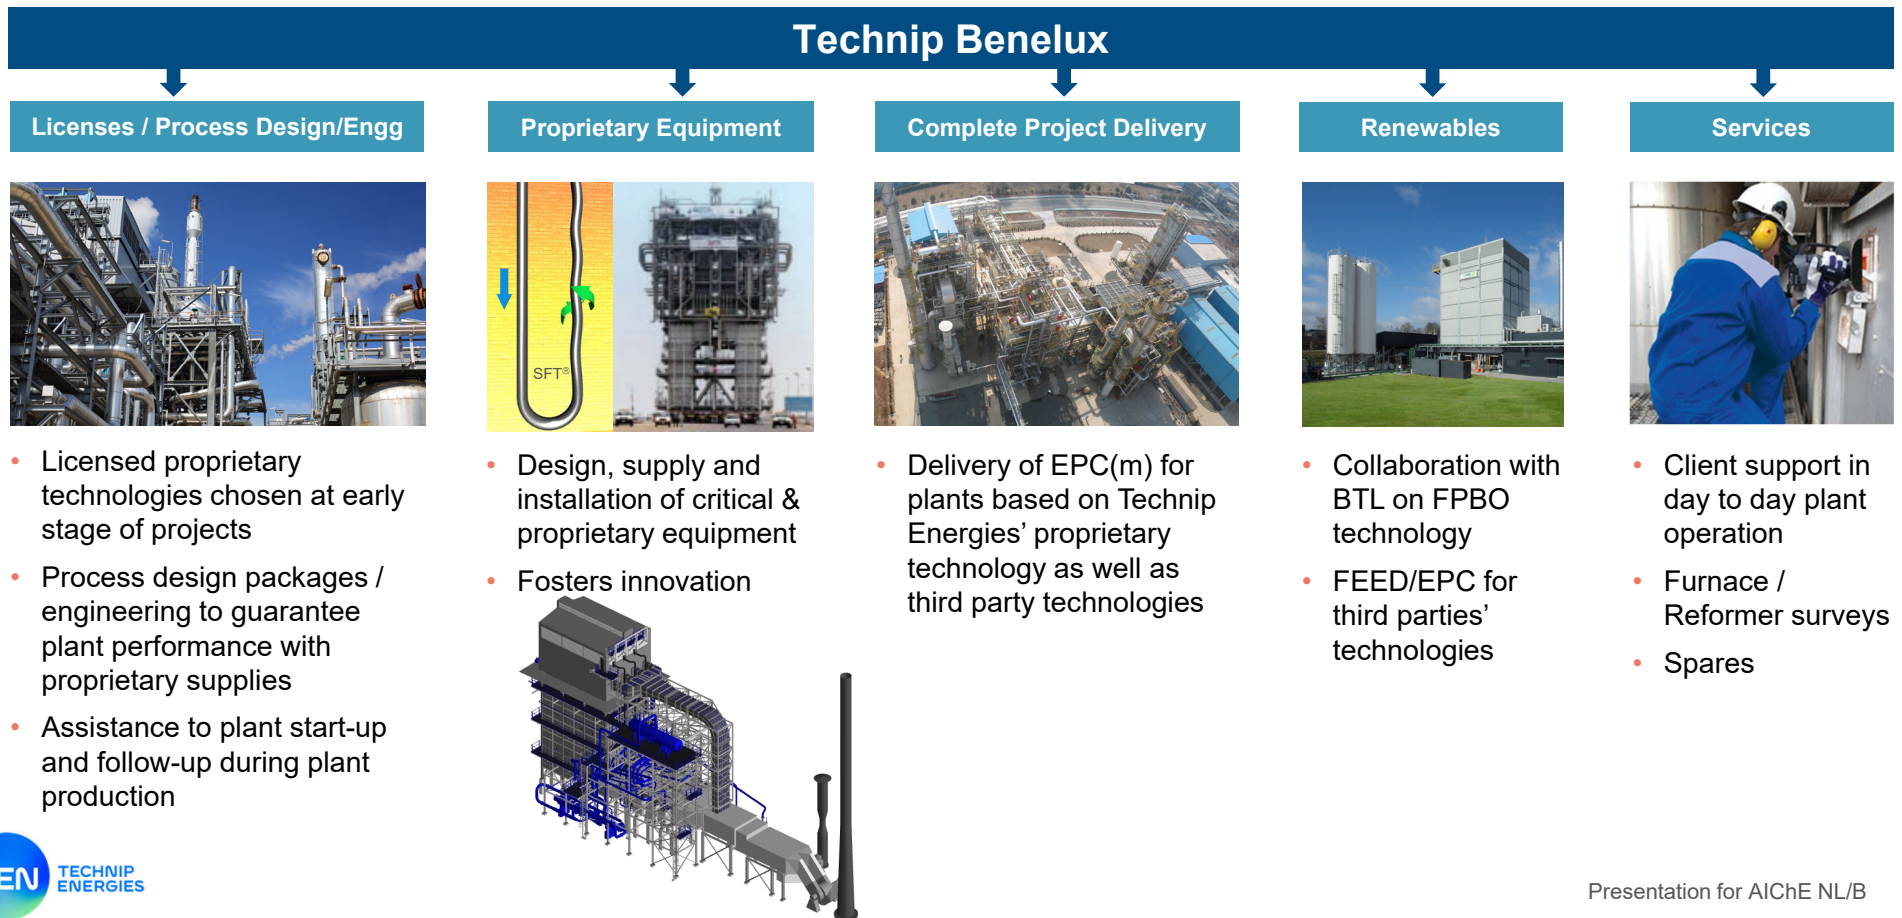 Technip Benelux
Licenses / Process Design/Engg
Proprietary Equipment
Complete Project Delivery
Renewables
Services
SFT®
• Licensed proprietary
technologies chosen at early
stage of projects
• Process design packages /
engineering to guarantee
plant performance with
proprietary supplies
• Assistance to plant start-up
and follow-up during plant
production
• Design, supply and
installation of critical &
proprietary equipment
• Fosters innovation
• Delivery of EPC(m) for
plants based on Technip
Energies’ proprietary
technology as well as
third party technologies
• Collaboration with
BTL on FPBO
technology
• FEED/EPC for
third parties’
technologies
• Client support in
day to day plant
operation
• Furnace /
Reformer surveys
• Spares
EN
TECHNIP
ENERGIES
Presentation for AIChE NL/B